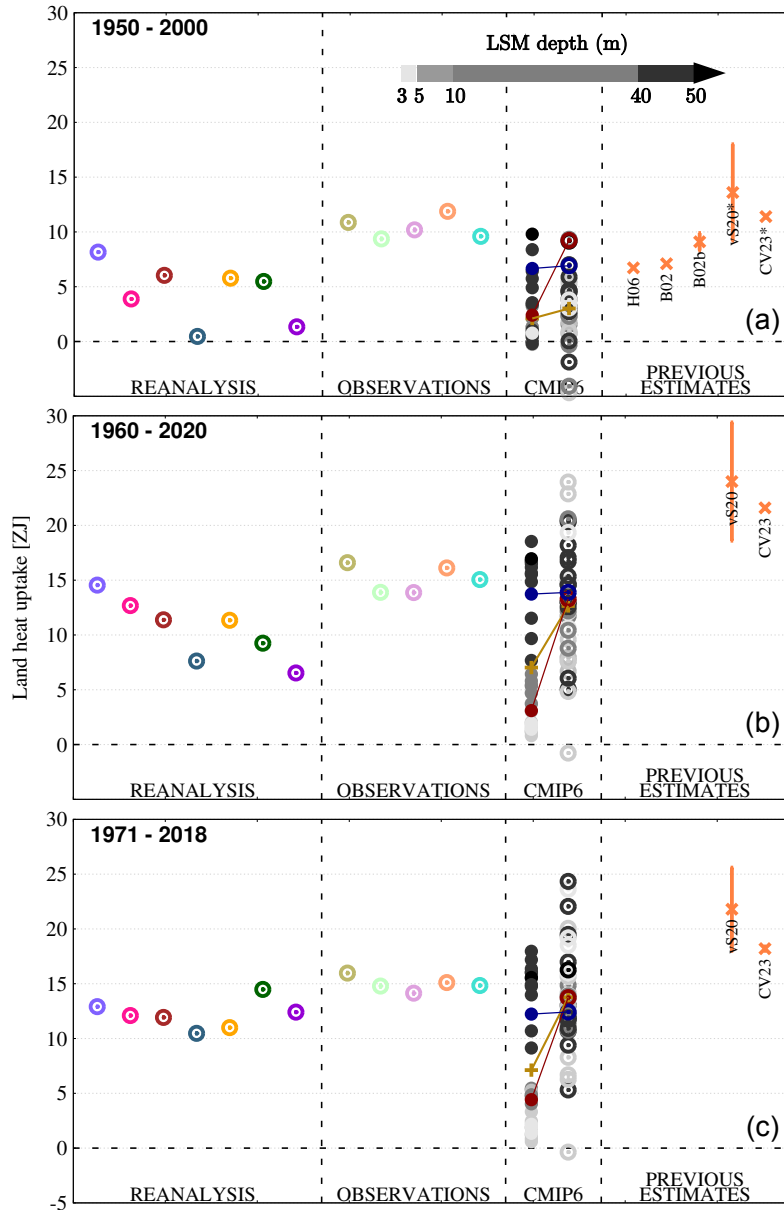 30
25
20
15
10
5
0
1950 - 2000
LSM depth (m)
3 5 10 40 50
H06
B02
B02b
vS20*
CV23*
(a)
REANALYSIS
OBSERVATIONS
CMIP6
PREVIOUS
ESTIMATES
Land heat uptake [ZJ]
30
25
20
15
10
5
0
1960 - 2020
vS20
CV23
(b)
REANALYSIS
OBSERVATIONS
CMIP6
PREVIOUS
ESTIMATES
30
25
20
15
10
5
0
-5
1971 - 2018
vS20
CV23
(c)
REANALYSIS
OBSERVATIONS
CMIP6
PREVIOUS
ESTIMATES